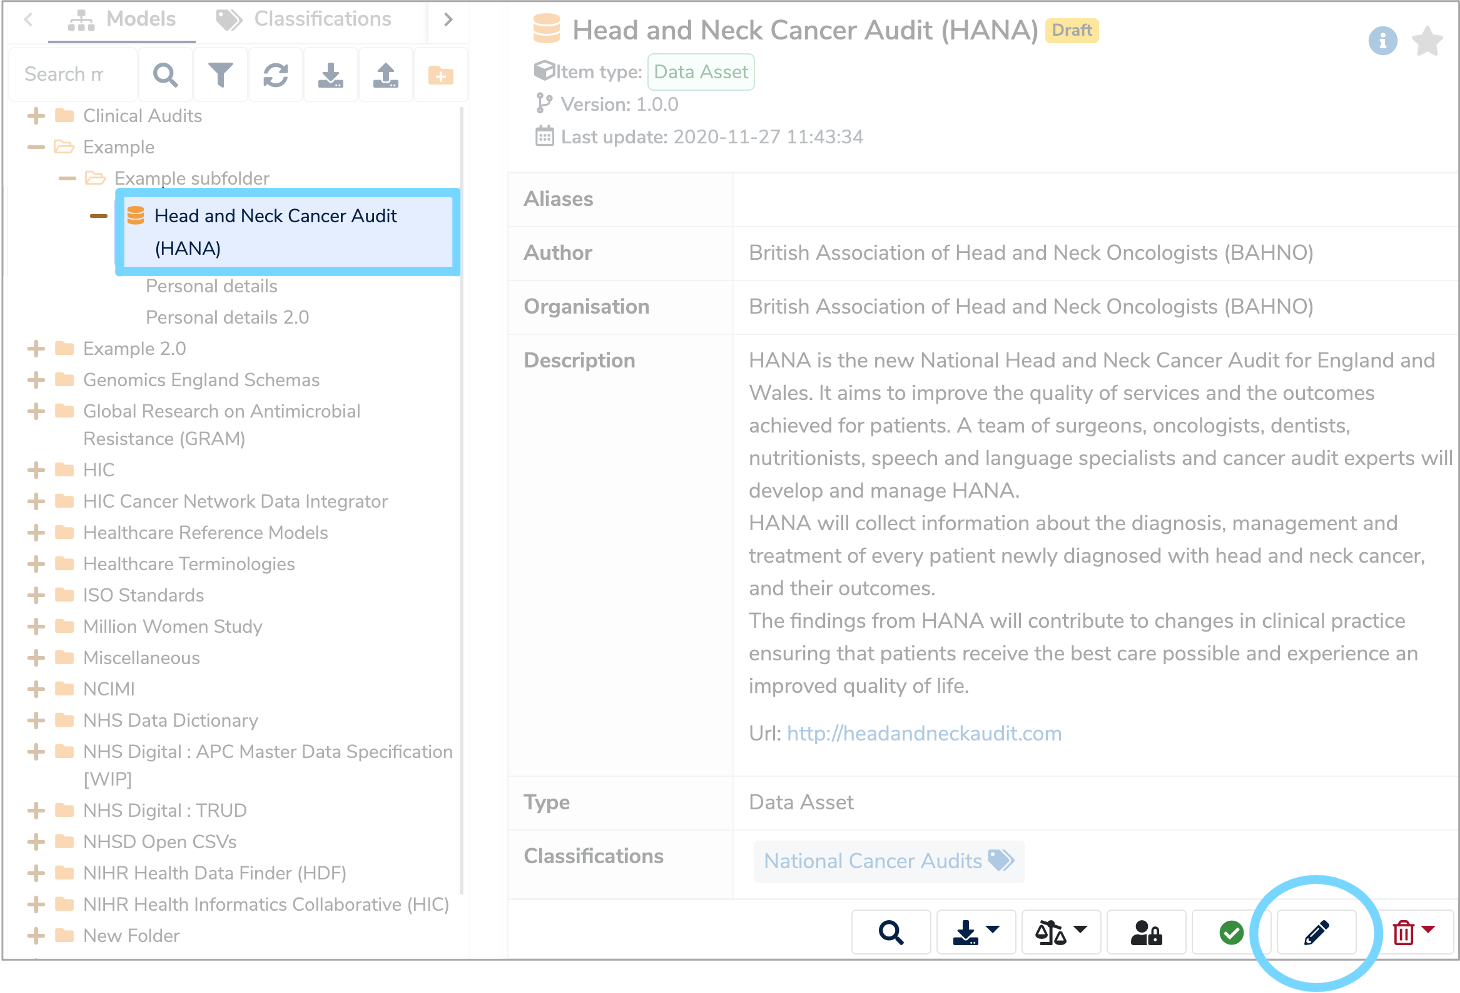 Models
Classifications
Search m
Clinical Audits
Example
Example subfolder
Head and Neck Cancer Audit
(HANA)
Personal details
Personal details 2.0
Example 2.0
Genomics England Schemas
Global Research on Antimicrobial
Resistance (GRAM)
HIC
HIC Cancer Network Data Integrator
Healthcare Reference Models
Healthcare Terminologies
ISO Standards
Million Women Study
Miscellaneous
NCIMI
NHS Data Dictionary
NHS Digital : APC Master Data Specification
[WIP]
NHS Digital : TRUD
NHSD Open CSVs
NIHR Health Data Finder (HDF)
NIHR Health Informatics Collaborative (HIC)
New Folder
Head and Neck Cancer Audit (HANA) Draft
Item type: Data Asset
Version: 1.0.0
Last update: 2020-11-27 11:43:34
Aliases
Author British Association of Head and Neck Oncologists (BAHNO)
Organisation British Association of Head and Neck Oncologists (BAHNO)
Description HANA is the new National Head and Neck Cancer Audit for England and
Wales. It aims to improve the quality of services and the outcomes
achieved for patients. A team of surgeons, oncologists, dentists,
nutritionists, speech and language specialists and cancer audit experts will
develop and manage HANA.
HANA will collect information about the diagnosis, management and
treatment of every patient newly diagnosed with head and neck cancer,
and their outcomes.
The findings from HANA will contribute to changes in clinical practice
ensuring that patients receive the best care possible and experience an
improved quality of life.
Url: http://headandneckaudit.com
Type Data Asset
Classifications National Cancer Audits